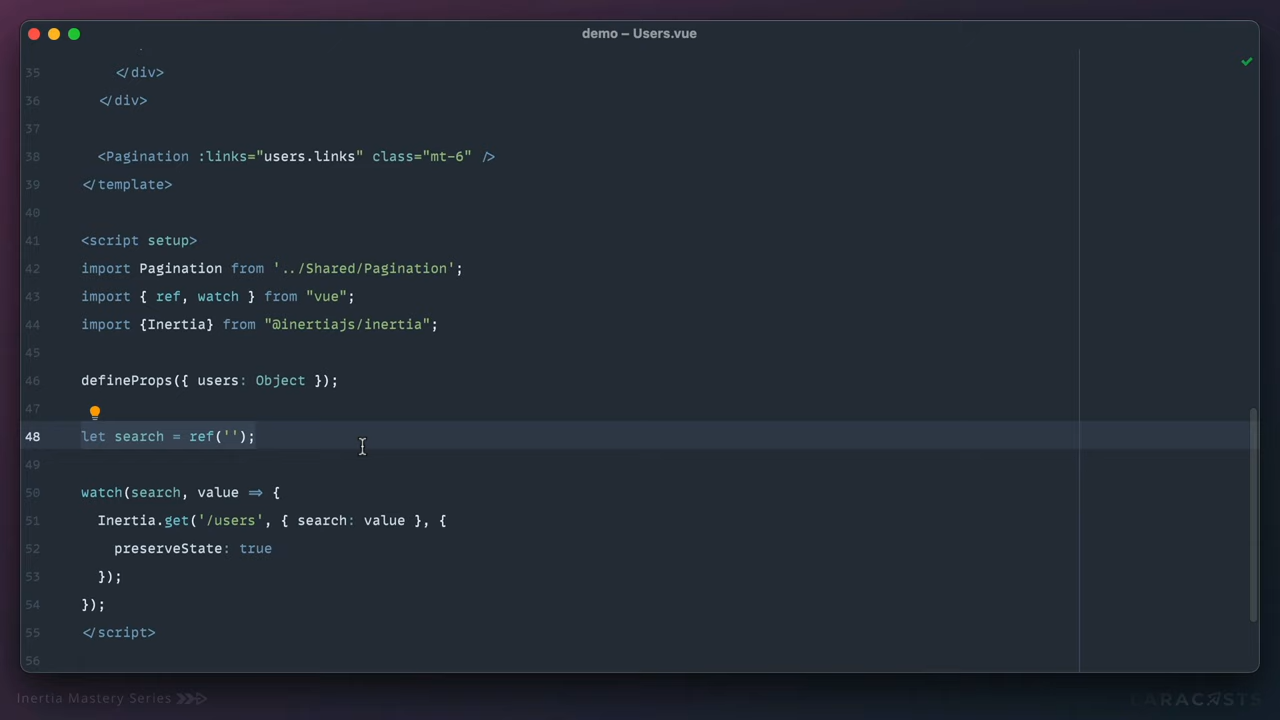 demo – Users.vue
35 </div>
36 </div>
37
38 <Pagination :links="users.links" class="mt-6" />
39 </template>
40
41 <script setup>
42 import Pagination from '../Shared/Pagination';
43 import { ref, watch } from "vue";
44 import {Inertia} from "@inertiajs/inertia";
45
46 defineProps({ users: Object });
47
48 let search = ref('');
49
50 watch(search, value => {
51 Inertia.get('/users', { search: value }, {
52 preserveState: true
53 });
54 });
55 </script>
56
Inertia Mastery Series
LARACASTS